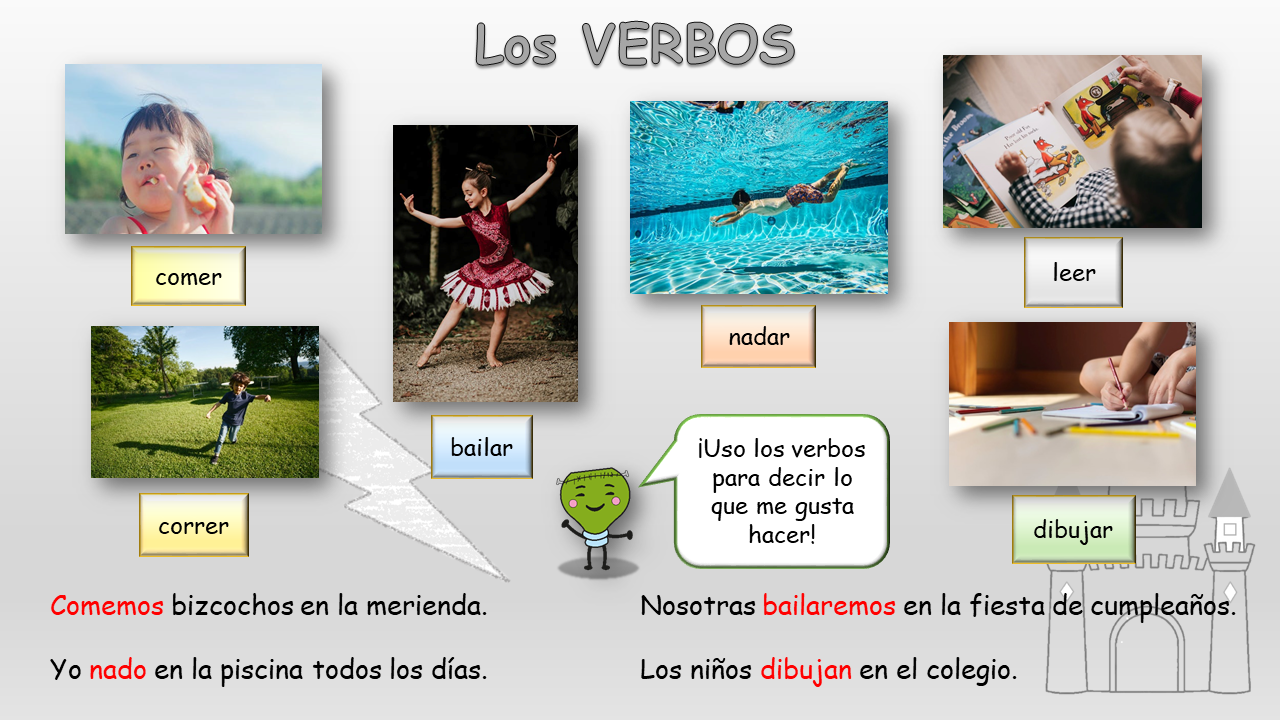 Los VERBOS
comer
bailar
nadar
leer
correr
dibujar
¡Uso los verbos
para decir lo
que me gusta
hacer!
Comemos bizcochos en la merienda.
Yo nado en la piscina todos los días.
Nosotras bailaremos en la fiesta de cumpleaños.
Los niños dibujan en el colegio.